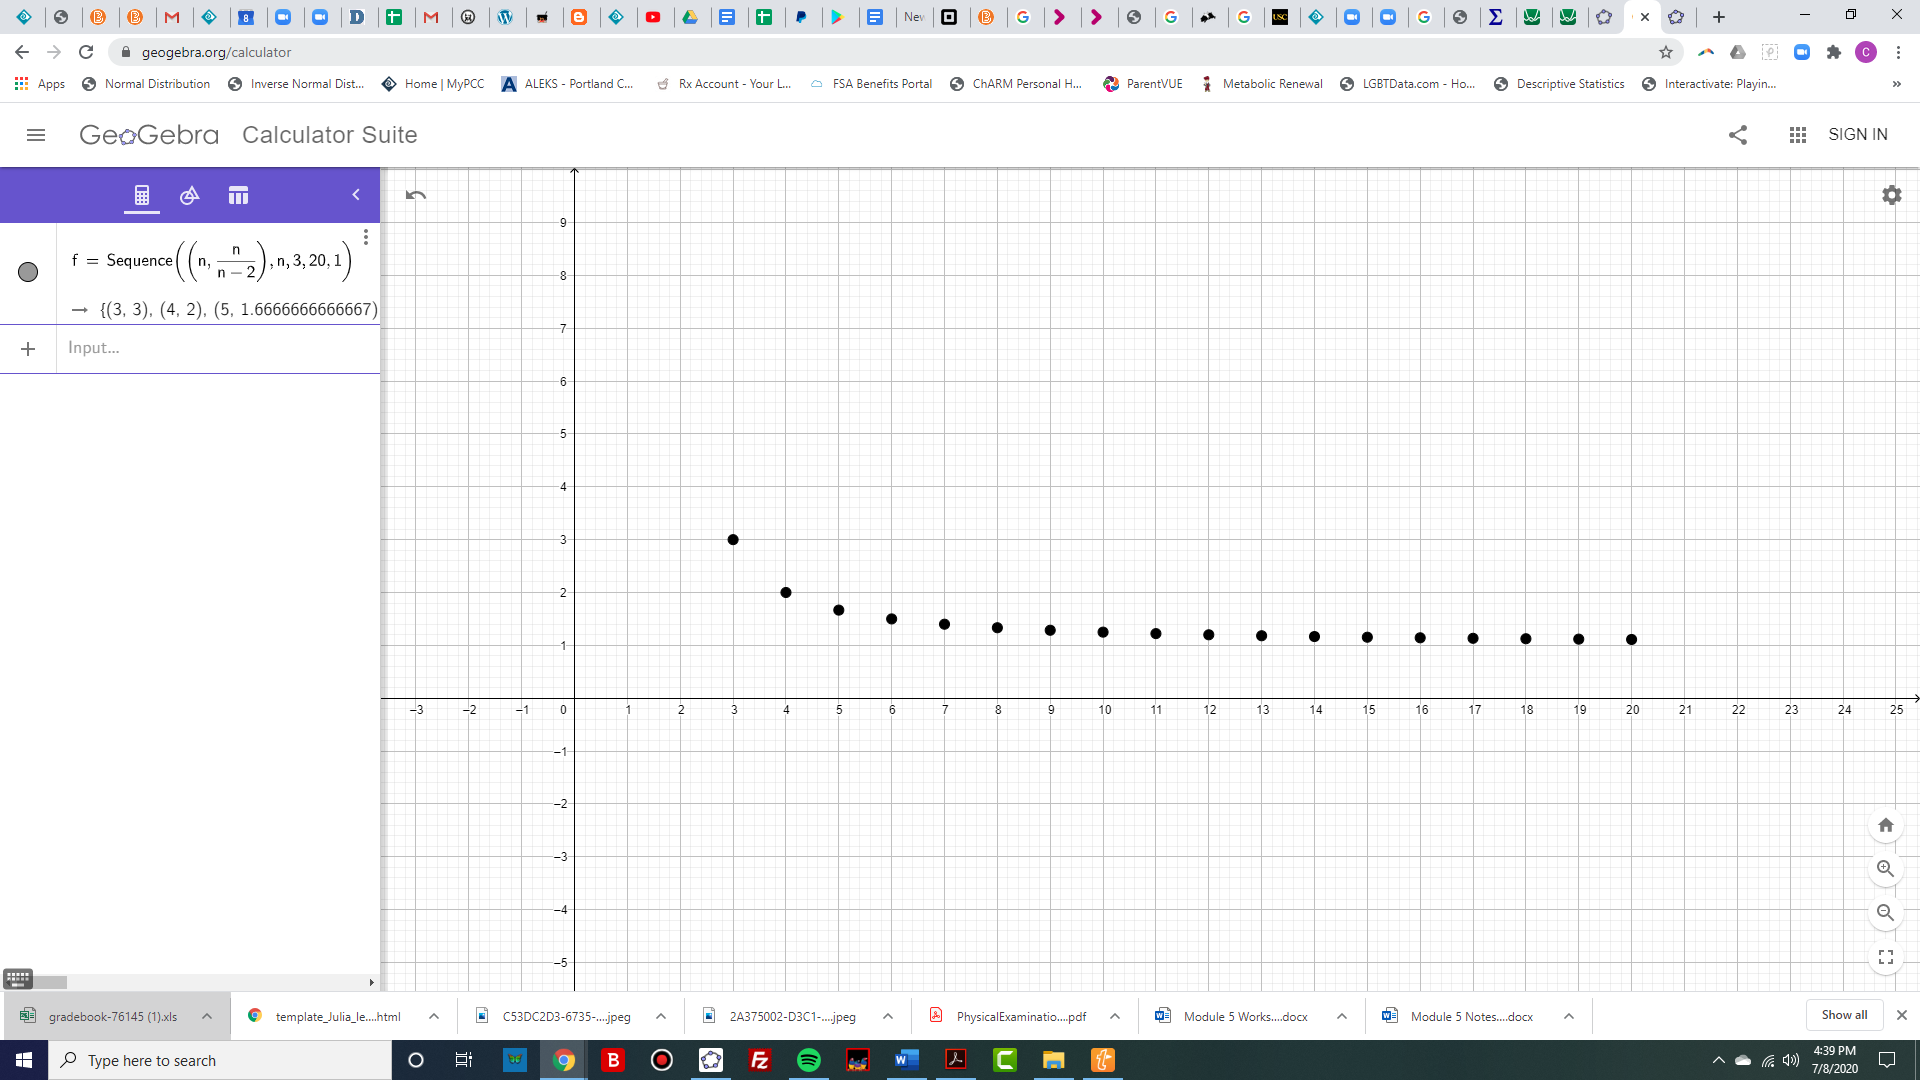 New
geogebra.org/calculator
Apps Normal Distribution Inverse Normal Dist... Home | MyPCC ALEKS - Portland C... Rx Account - Your L... FSA Benefits Portal ChARM Personal H... ParentVUE Metabolic Renewal LGBTData.com - Ho... Descriptive Statistics Interactivate: Playin... »
GeoGebra Calculator Suite SIGN IN
f = Sequence((n, n/(n − 2)), n, 3, 20, 1)
→ {(3, 3), (4, 2), (5, 1.6666666666667)
+ Input...
9
8
7
6
5
4
3
2
1
–3 –2 –1 0 1 2 3 4 5 6 7 8 9 10 11 12 13 14 15 16 17 18 19 20 21 22 23 24 25
–1
–2
–3
–4
–5
gradebook-76145 (1).xls template_Julia_le....html C53DC2D3-6735-....jpeg 2A375002-D3C1-....jpeg PhysicalExaminatio....pdf Module 5 Works....docx Module 5 Notes....docx Show all
Type here to search
4:39 PM
7/8/2020